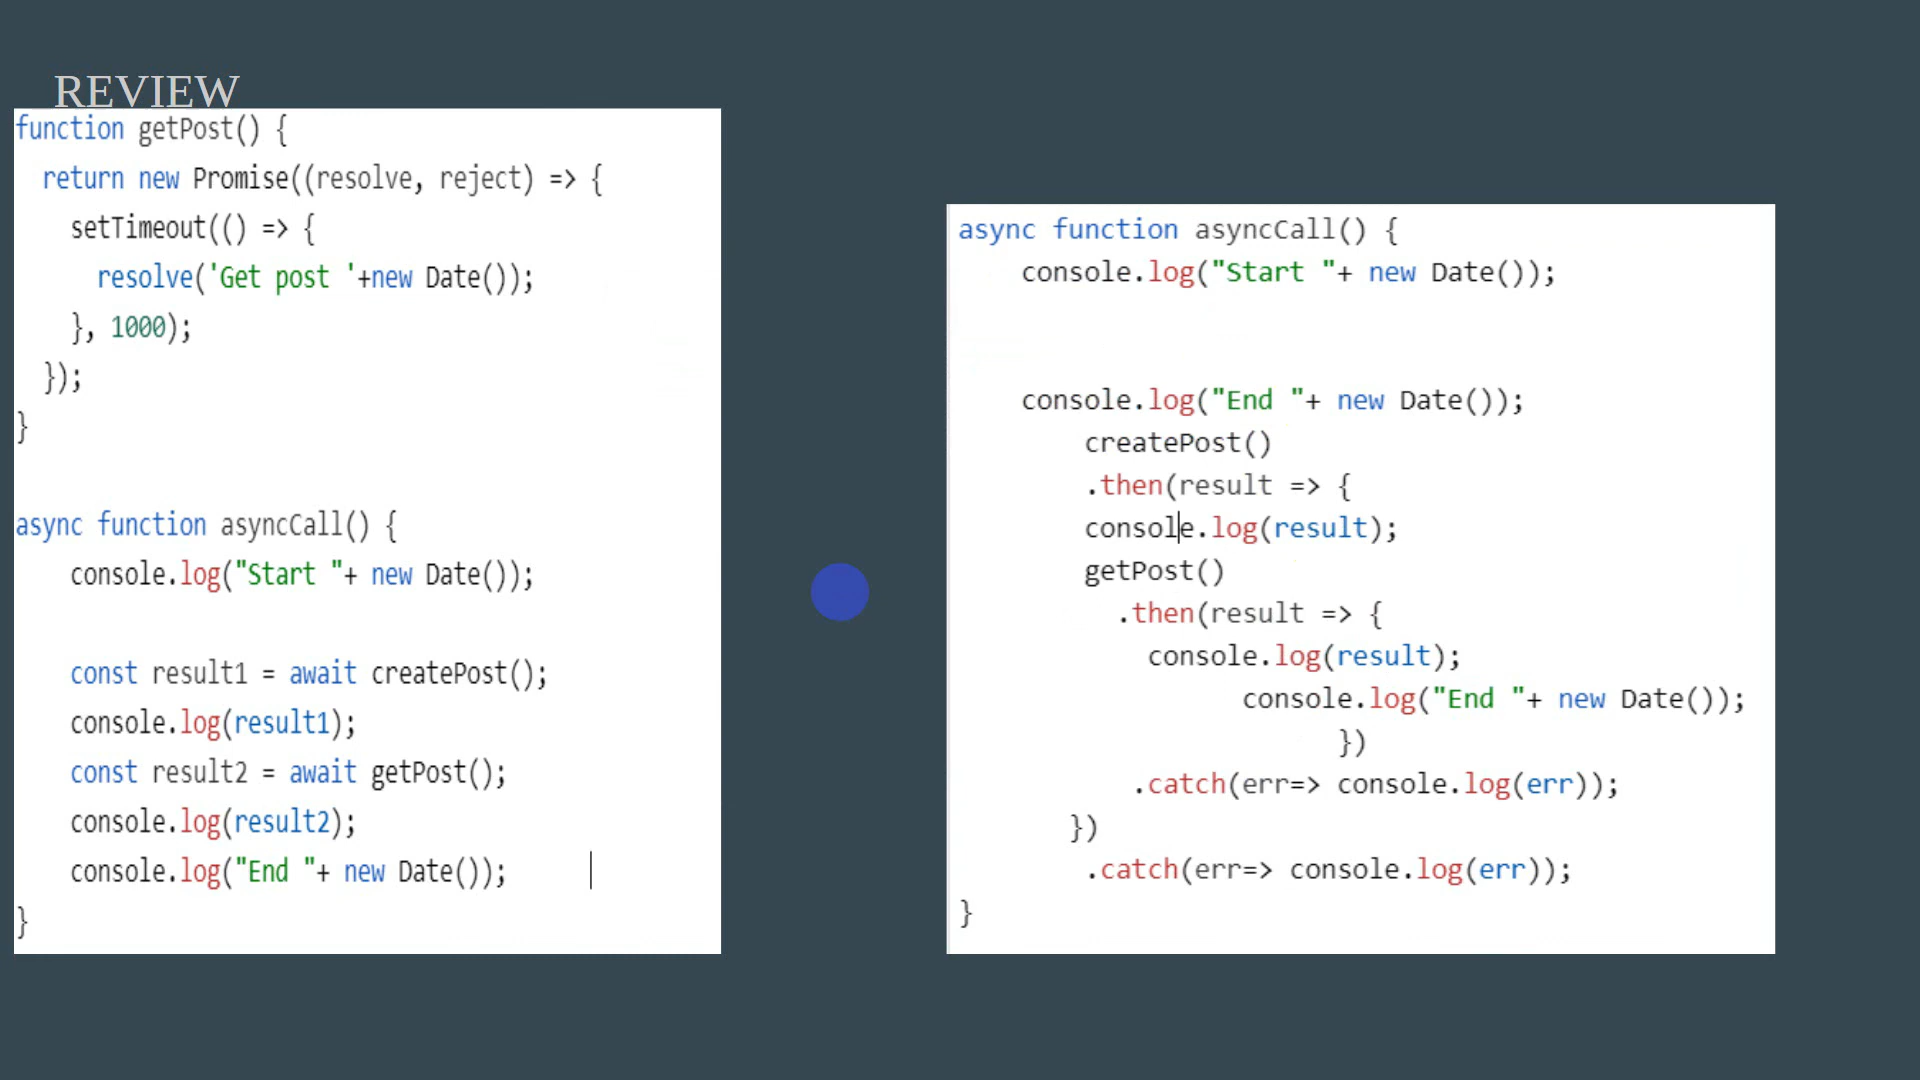 REVIEW
function getPost() {
return new Promise((resolve, reject) => {
setTimeout(() => {
resolve('Get post '+new Date());
}, 1000);
});
}
async function asyncCall() {
console.log("Start "+ new Date());
const result1 = await createPost();
console.log(result1);
const result2 = await getPost();
console.log(result2);
console.log("End "+ new Date());
}
async function asyncCall() {
console.log("Start "+ new Date());
console.log("End "+ new Date());
createPost()
.then(result => {
console.log(result);
getPost()
.then(result => {
console.log(result);
console.log("End "+ new Date());
})
.catch(err=> console.log(err));
})
.catch(err=> console.log(err));
}